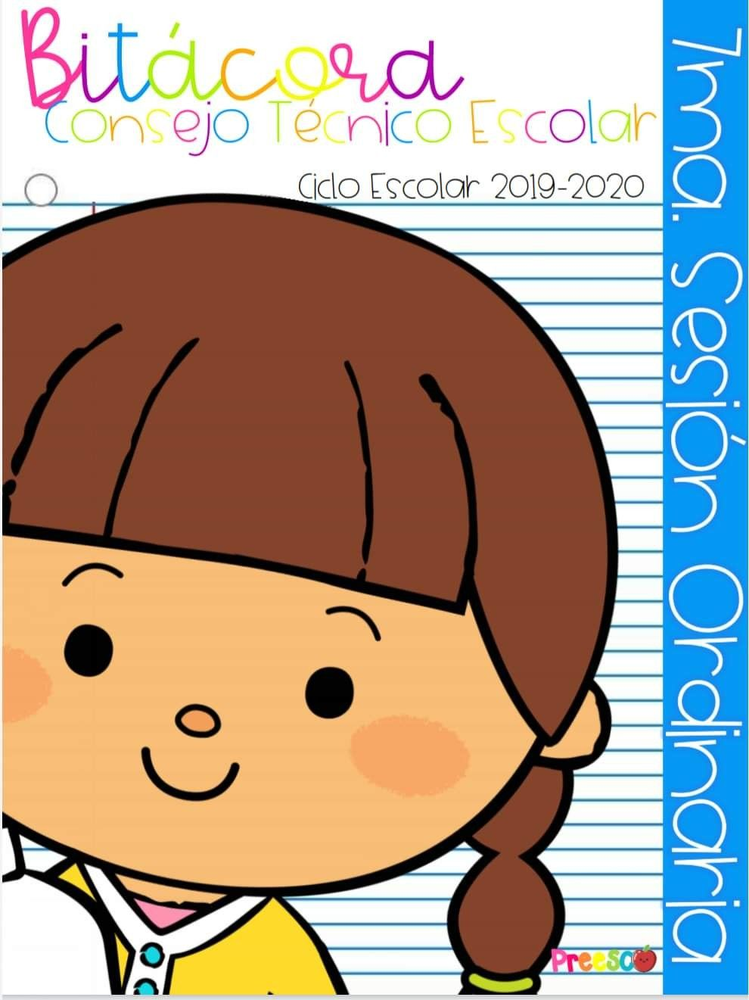 Bitácora
Consejo Técnico Escolar
Ciclo Escolar 2019-2020
7ma. Sesión Ordinaria
Preesco